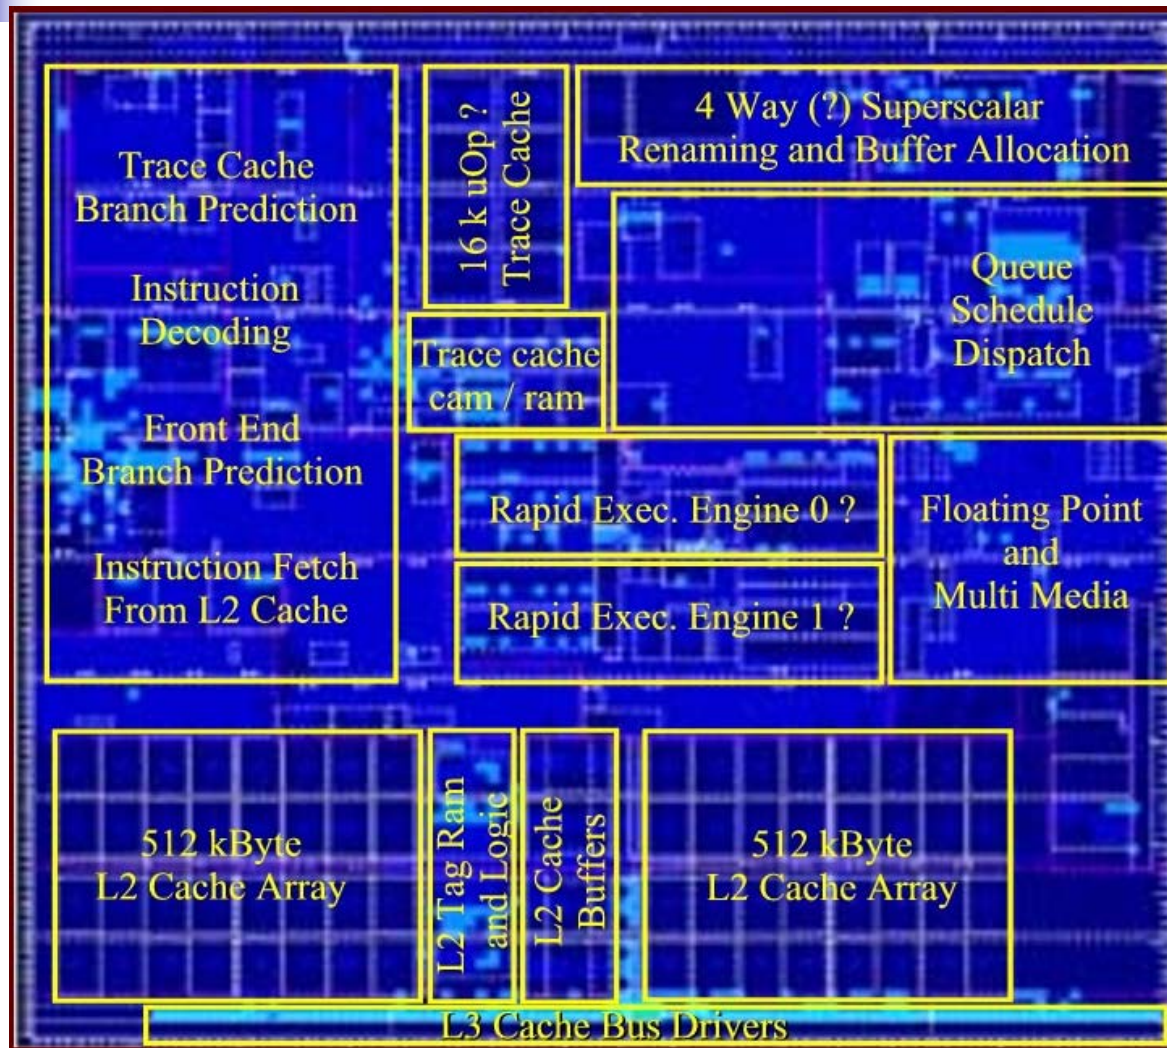 Trace Cache
Branch Prediction
Instruction
Decoding
Front End
Branch Prediction
Instruction Fetch
From L2 Cache
16 k uOp ?
Trace Cache
Trace cache
cam / ram
4 Way (?) Superscalar
Renaming and Buffer Allocation
Queue
Schedule
Dispatch
Rapid Exec. Engine 0 ?
Rapid Exec. Engine 1 ?
Floating Point
and
Multi Media
512 kByte
L2 Cache Array
L2 Tag Ram
and Logic
L2 Cache
Buffers
512 kByte
L2 Cache Array
L3 Cache Bus Drivers